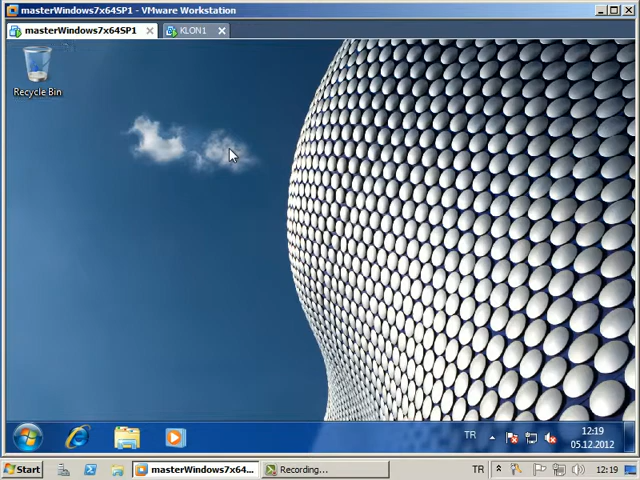 masterWindows7x64SP1 - VMware Workstation
masterWindows7x64SP1
KLON1
Recycle Bin
TR
12:19
05.12.2012
Start
masterWindows7x64...
Recording...
TR
12:19